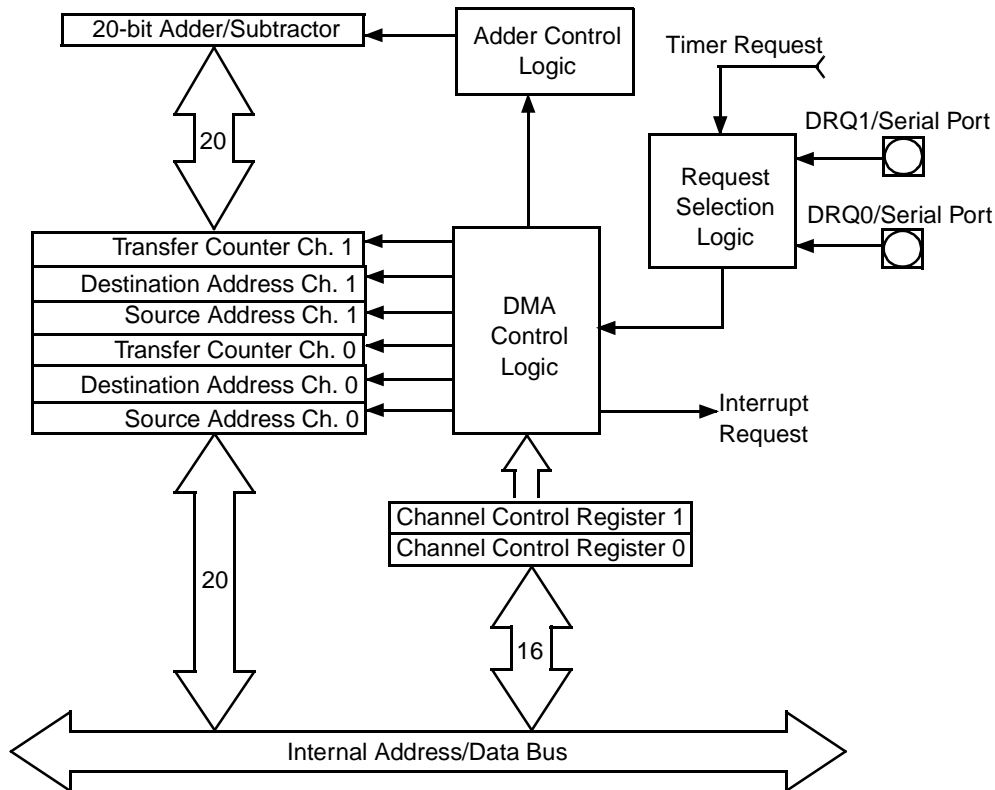 20-bit Adder/Subtractor
Adder Control
Logic
Timer Request
DRQ1/Serial Port
20
Request
Selection
Logic
DRQ0/Serial Port
Transfer Counter Ch. 1
Destination Address Ch. 1
Source Address Ch. 1
Transfer Counter Ch. 0
Destination Address Ch. 0
Source Address Ch. 0
DMA
Control
Logic
Interrupt
Request
Channel Control Register 1
Channel Control Register 0
20
16
Internal Address/Data Bus